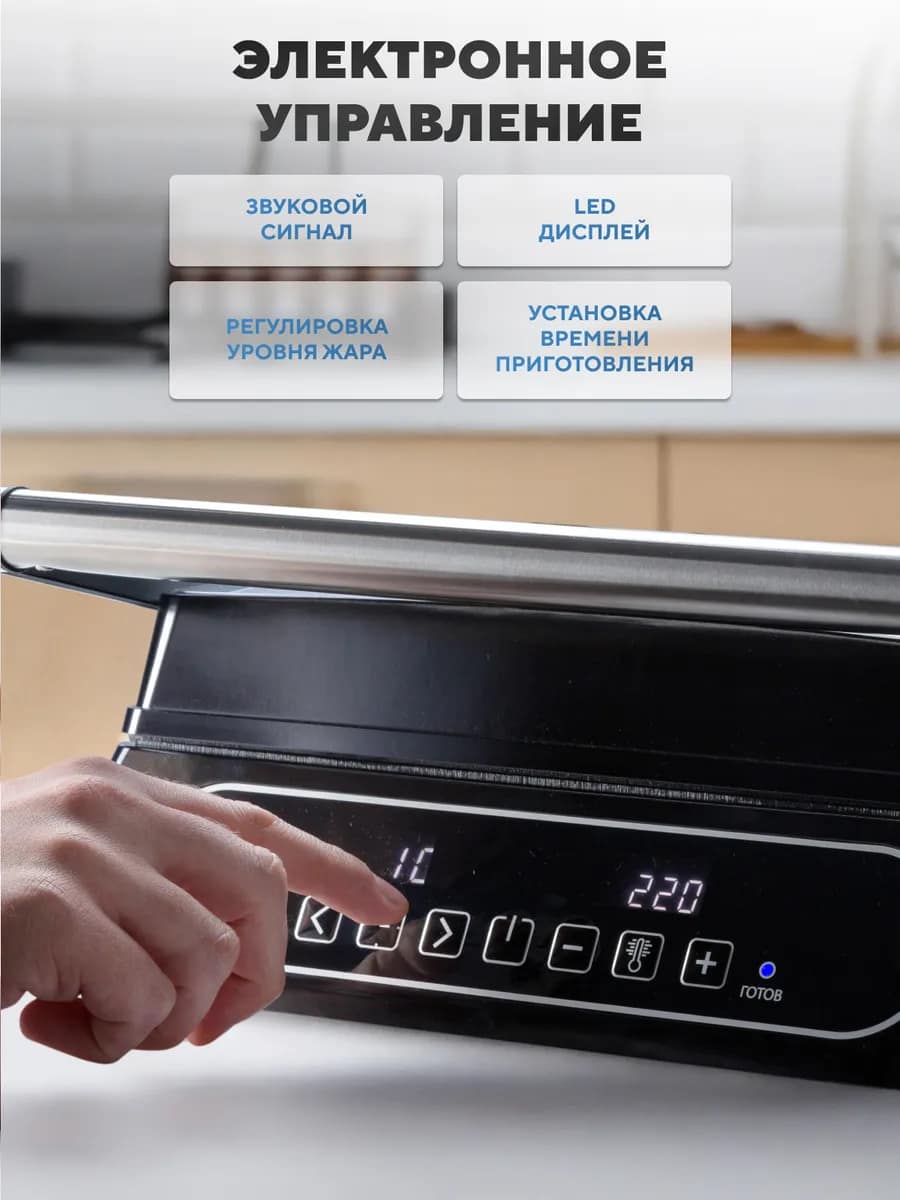 ЭЛЕКТРОННОЕ
УПРАВЛЕНИЕ
ЗВУКОВОЙ
СИГНАЛ
LED
ДИСПЛЕЙ
РЕГУЛИРОВКА
УРОВНЯ ЖАРА
УСТАНОВКА
ВРЕМЕНИ
ПРИГОТОВЛЕНИЯ
220
ГОТОВ